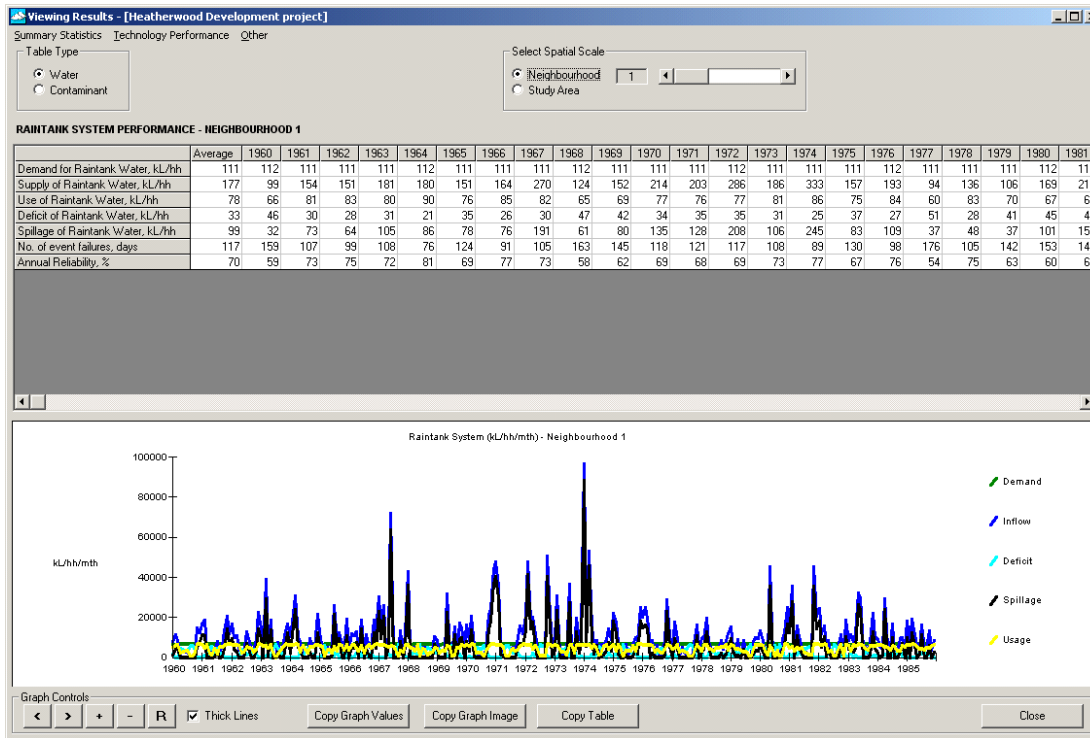 Viewing Results - [Heatherwood Development project]
Summary Statistics Technology Performance Other
Table Type
Water
Contaminant
Select Spatial Scale
Neighbourhood 1
Study Area
RAINTANK SYSTEM PERFORMANCE - NEIGHBOURHOOD 1
Average 1960 1961 1962 1963 1964 1965 1966 1967 1968 1969 1970 1971 1972 1973 1974 1975 1976 1977 1978 1979 1980 1981
Demand for Raintank Water, kL/hh 111 112 111 111 111 112 111 111 111 112 111 111 111 112 111 111 111 112 111 111 111 112 11
Supply of Raintank Water, kL/hh 177 99 154 151 181 180 151 164 270 124 152 214 203 286 186 333 157 193 94 136 106 169 21
Use of Raintank Water, kL/hh 78 66 81 83 80 90 76 85 82 65 69 77 76 77 81 86 75 84 60 83 70 67 6
Deficit of Raintank Water, kL/hh 33 46 30 28 31 21 35 26 30 47 42 34 35 35 31 25 37 27 51 28 41 45 4
Spillage of Raintank Water, kL/hh 99 32 73 64 105 86 78 76 191 61 80 135 128 208 106 245 83 109 37 48 37 101 15
No. of event failures, days 117 159 107 99 108 76 124 91 105 163 145 118 121 117 108 89 130 98 176 105 142 153 14
Annual Reliability, % 70 59 73 75 72 81 69 77 73 58 62 69 68 69 73 77 67 76 54 75 63 60 6
Raintank System (kL/hh/mth) - Neighbourhood 1
100000
80000
60000
40000
20000
0
kL/hh/mth
1960 1961 1962 1963 1964 1965 1966 1967 1968 1969 1970 1971 1972 1973 1974 1975 1976 1977 1978 1979 1980 1981 1982 1983 1984 1985
Demand
Inflow
Deficit
Spillage
Usage
Graph Controls
< > + - R Thick Lines Copy Graph Values Copy Graph Image Copy Table Close